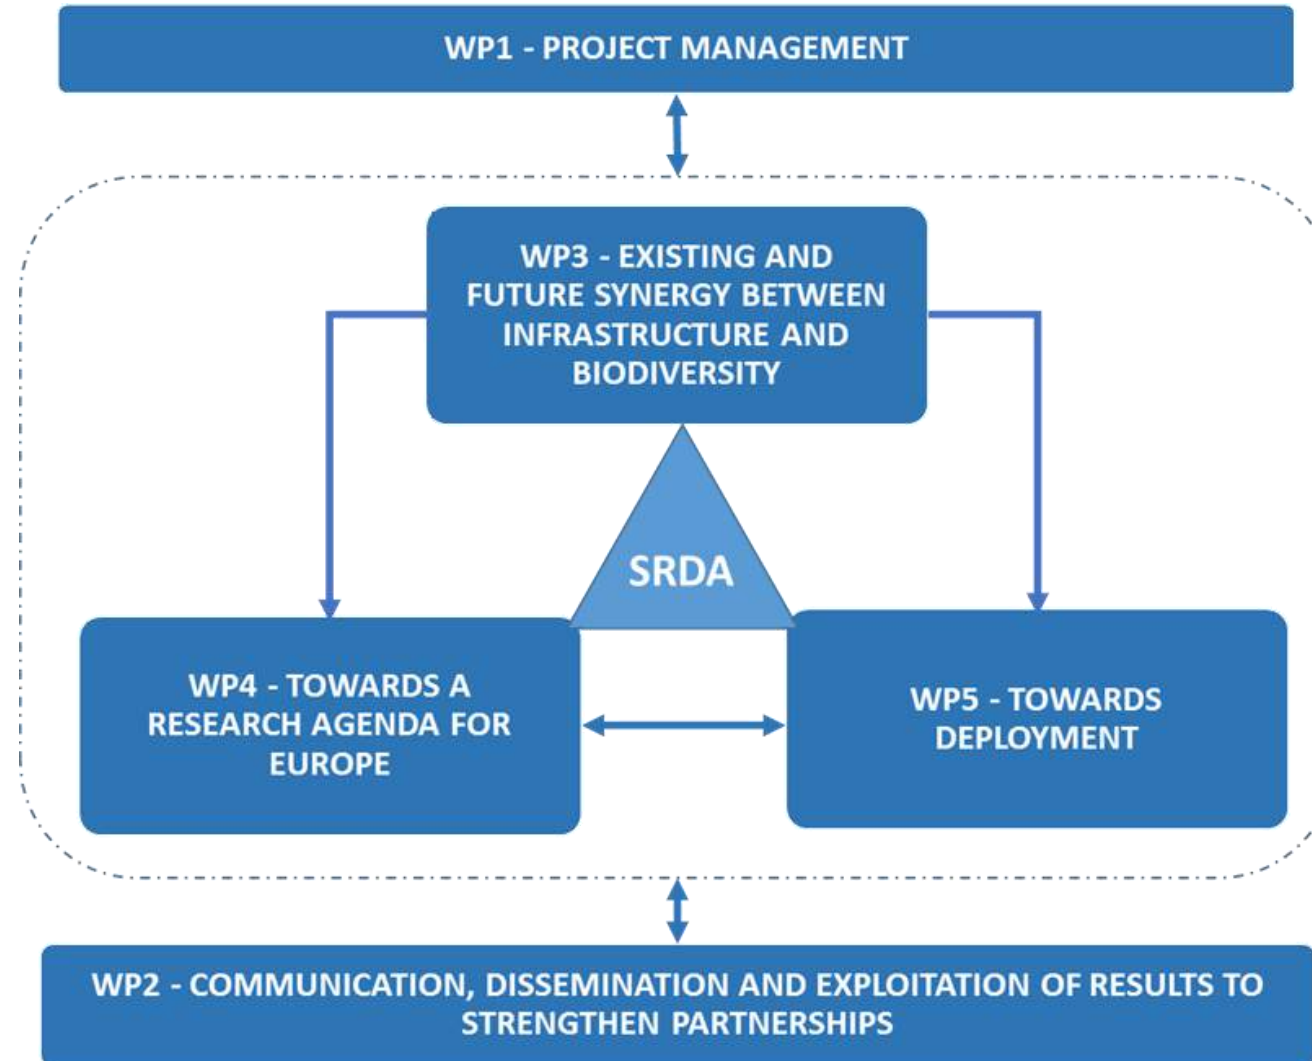 WP1 - PROJECT MANAGEMENT
WP3 - EXISTING AND
FUTURE SYNERGY BETWEEN
INFRASTRUCTURE AND
BIODIVERSITY
SRDA
WP4 - TOWARDS A
RESEARCH AGENDA FOR
EUROPE
WP5 - TOWARDS
DEPLOYMENT
WP2 - COMMUNICATION, DISSEMINATION AND EXPLOITATION OF RESULTS TO
STRENGTHEN PARTNERSHIPS